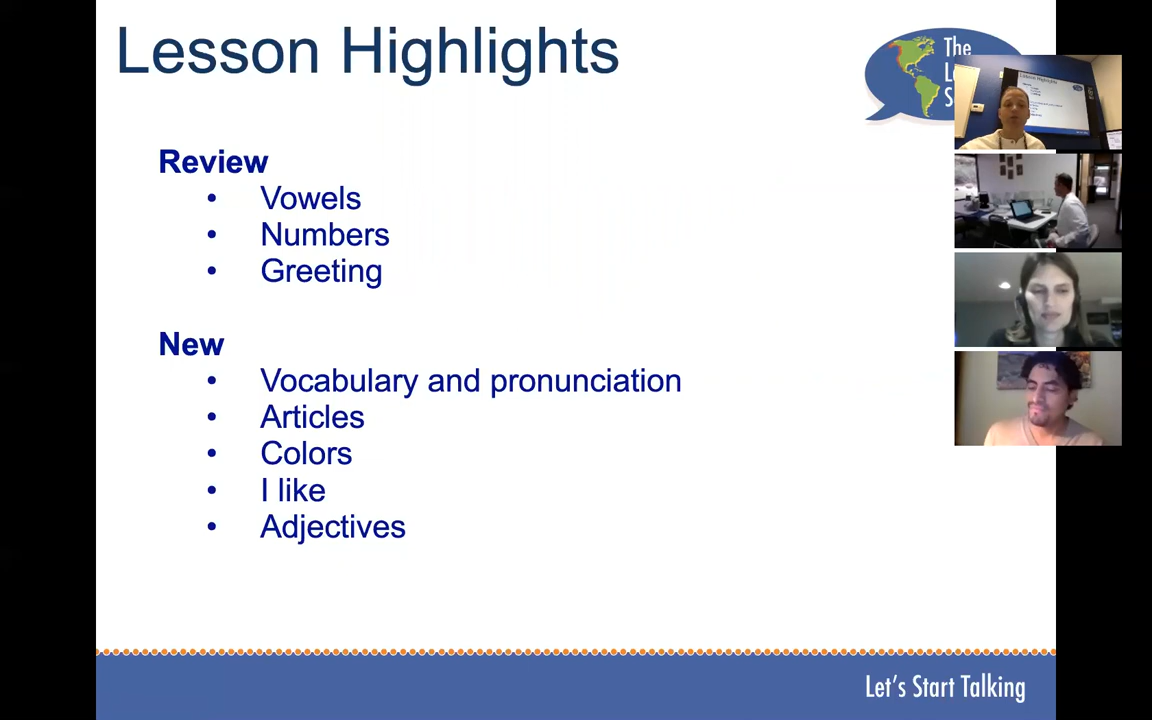 Lesson Highlights
The
Review
• Vowels
• Numbers
• Greeting
New
• Vocabulary and pronunciation
• Articles
• Colors
• I like
• Adjectives
Let's Start Talking